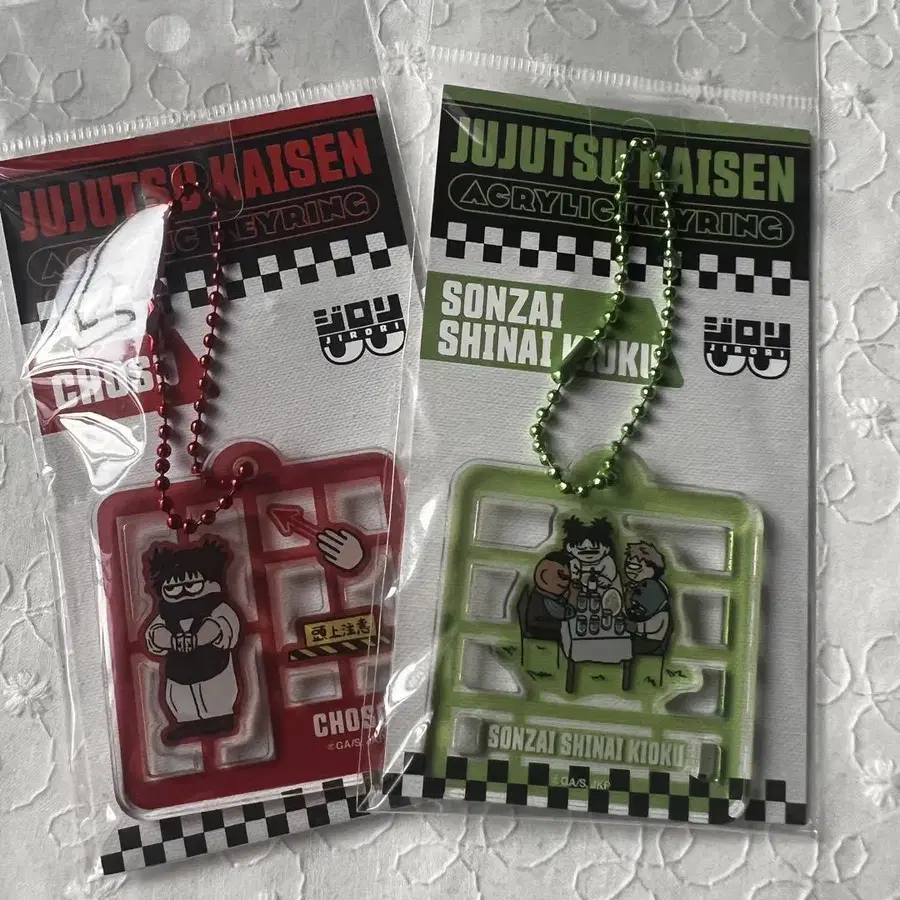 JUJUTSU KAISEN
ACRYLIC KEYRING
CHOSO
ジロリ
JIRORI
頭上注意
CHOSO
©GA/S, JKP
JUJUTSU KAISEN
ACRYLIC KEYRING
SONZAI
SHINAI KIOKU
ジロリ
JIRORI
SONZAI SHINAI KIOKU
©GA/S, JKP